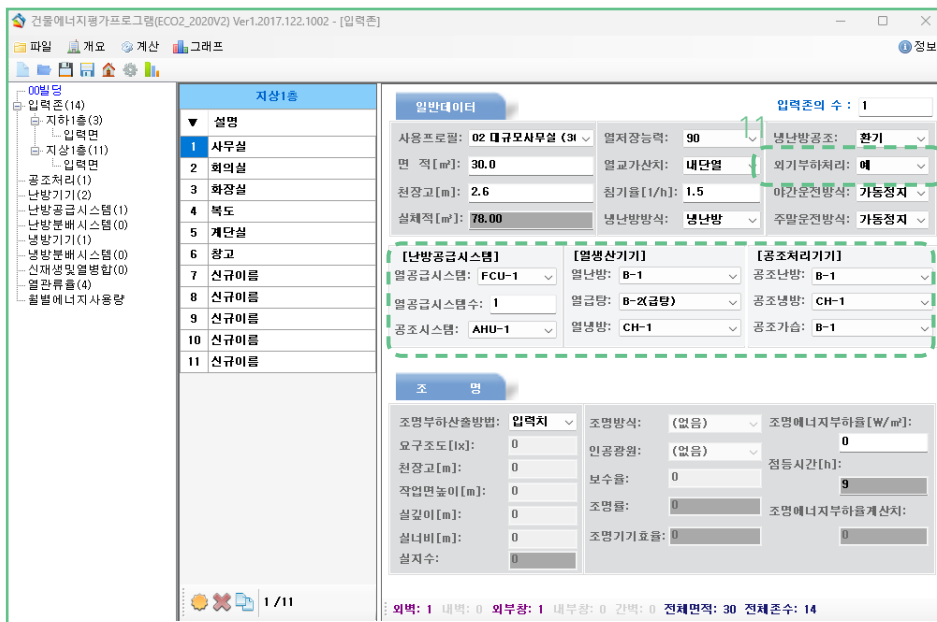 건물에너지평가프로그램(ECO2_2020V2) Ver1.2017.122.1002 - [입력존]
파일 개요 계산 그래프 정보
00빌딩
입력존(14)
지하1층(3)
입력면
지상1층(11)
입력면
공조처리(1)
난방기기(2)
난방공급시스템(1)
난방분배시스템(0)
냉방기기(1)
냉방분배시스템(0)
신재생및열병합(0)
열관류율(4)
월별에너지사용량
지상1층
▼ 설명
1 사무실
2 회의실
3 화장실
4 복도
5 계단실
6 창고
7 신규이름
8 신규이름
9 신규이름
10 신규이름
11 신규이름
1 /11
일반데이터 입력존의 수 : 1
11
사용프로필: 02 대규모사무실 (30 열저장능력: 90 냉난방공조: 환기
면 적[㎡]: 30.0 열교가산치: 내단열 외기부하처리: 예
천장고[m]: 2.6 침기율[1/h]: 1.5 야간운전방식: 가동정지
실체적[㎥]: 78.00 냉난방방식: 냉난방 주말운전방식: 가동정지
[난방공급시스템] [열생산기기] [공조처리기기]
열공급시스템: FCU-1 열난방: B-1 공조난방: B-1
열공급시스템수: 1 열급탕: B-2(급탕) 공조냉방: CH-1
공조시스템: AHU-1 열냉방: CH-1 공조가습: B-1
조 명
조명부하산출방법: 입력치 조명방식: (없음) 조명에너지부하율[W/㎡]:
요구조도[lx]: 0 인공광원: (없음) 0
천장고[m]: 0 보수율: 0 점등시간[h]:
작업면높이[m]: 0 9
실깊이[m]: 0 조명률: 0 조명에너지부하율계산치:
실너비[m]: 0 조명기기효율: 0 0
실지수: 0
외벽: 1 내벽: 0 외부창: 1 내부창: 0 간벽: 0 전체면적: 30 전체존수: 14